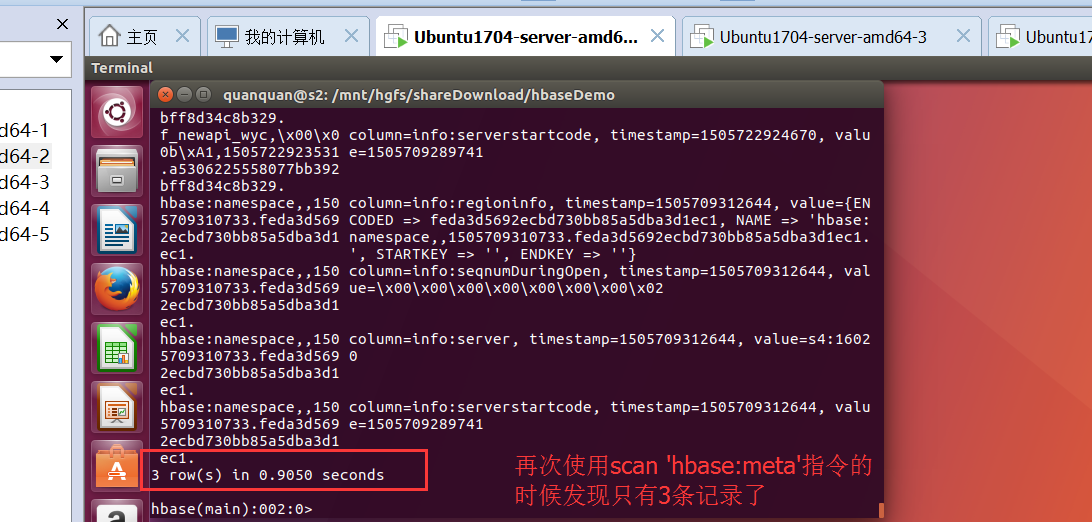 主页
我的计算机
Ubuntu1704-server-amd6...
Ubuntu1704-server-amd64-3
Ubuntu17
Terminal
d64-1
d64-2
d64-3
d64-4
d64-5
quanquan@s2: /mnt/hgfs/shareDownload/hbaseDemo
bff8d34c8b329.
f_newapi_wyc,\x00\x0 column=info:serverstartcode, timestamp=1505722924670, valu
0b\xA1,1505722923531 e=1505709289741
.a5306225558077bb392
bff8d34c8b329.
hbase:namespace,,150 column=info:regioninfo, timestamp=1505709312644, value={EN
5709310733.feda3d569 CODED => feda3d5692ecbd730bb85a5dba3d1ec1, NAME => 'hbase:
2ecbd730bb85a5dba3d1 namespace,,1505709310733.feda3d5692ecbd730bb85a5dba3d1ec1.
ec1. ', STARTKEY => '', ENDKEY => ''}
hbase:namespace,,150 column=info:seqnumDuringOpen, timestamp=1505709312644, val
5709310733.feda3d569 ue=\x00\x00\x00\x00\x00\x00\x00\x02
2ecbd730bb85a5dba3d1
ec1.
hbase:namespace,,150 column=info:server, timestamp=1505709312644, value=s4:1602
5709310733.feda3d569 0
2ecbd730bb85a5dba3d1
ec1.
hbase:namespace,,150 column=info:serverstartcode, timestamp=1505709312644, valu
5709310733.feda3d569 e=1505709289741
2ecbd730bb85a5dba3d1
ec1.
3 row(s) in 0.9050 seconds
再次使用scan 'hbase:meta'指令的
时候发现只有3条记录了
hbase(main):002:0>